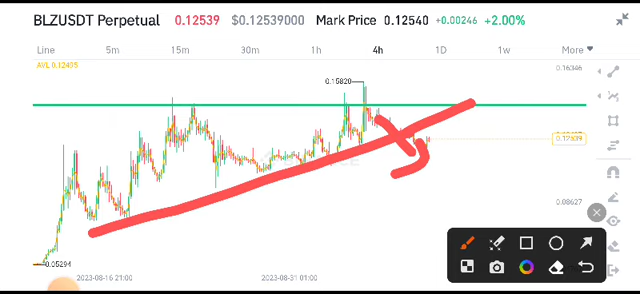 BLZUSDT Perpetual 0.12539 $0.12539000 Mark Price 0.12540 +0.00246 +2.00%
Line 5m 15m 30m 1h 4h 1D 1w More
AVL 0.12435
0.16346
0.15820
0.12539
0.08627
0.05294
2023-08-16 21:00 2023-08-31 01:00